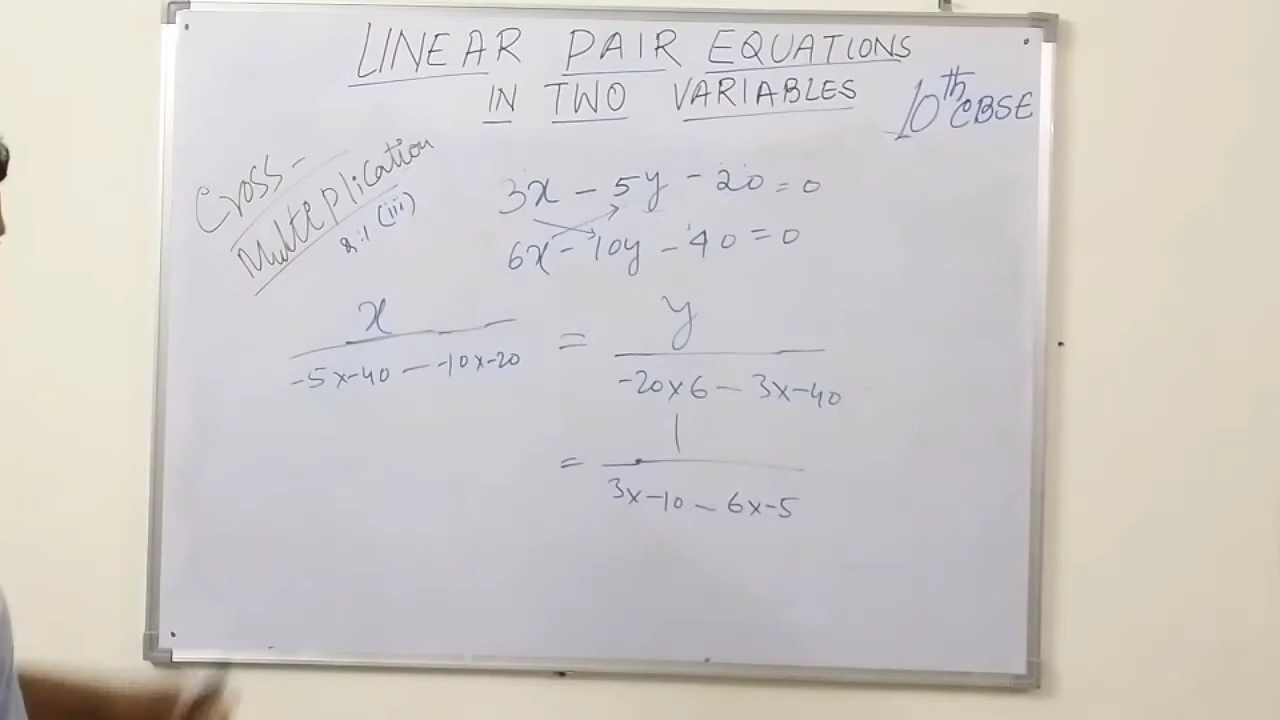 LINEAR PAIR EQUATIONS
IN TWO VARIABLES
10th CBSE
Cross-
Multiplication
Q:1 (iii)
3x - 5y - 20 = 0
6x - 10y - 40 = 0
x / -5x-40 - -10x-20 = y / -20x6 - 3x-40
= 1 / 3x-10 - 6x-5